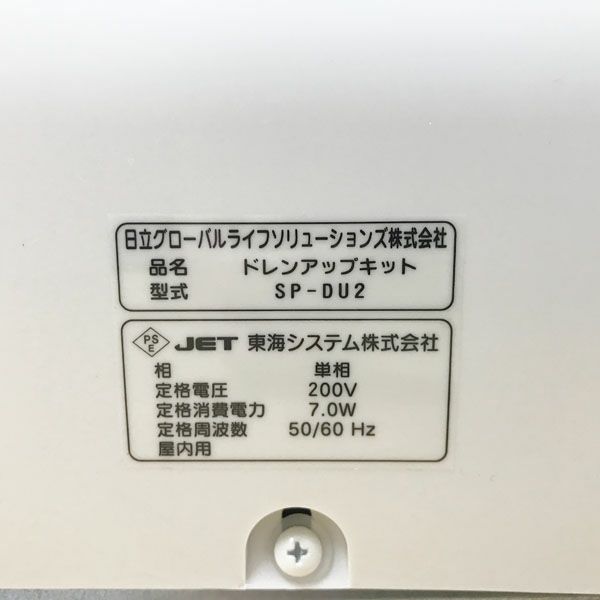 日立グローバルライフソリューションズ株式会社
品名 ドレンアップキット
型式 SP-DU2
PS E JET 東海システム株式会社
相 単相
定格電圧 200V
定格消費電力 7.0W
定格周波数 50/60 Hz
屋内用